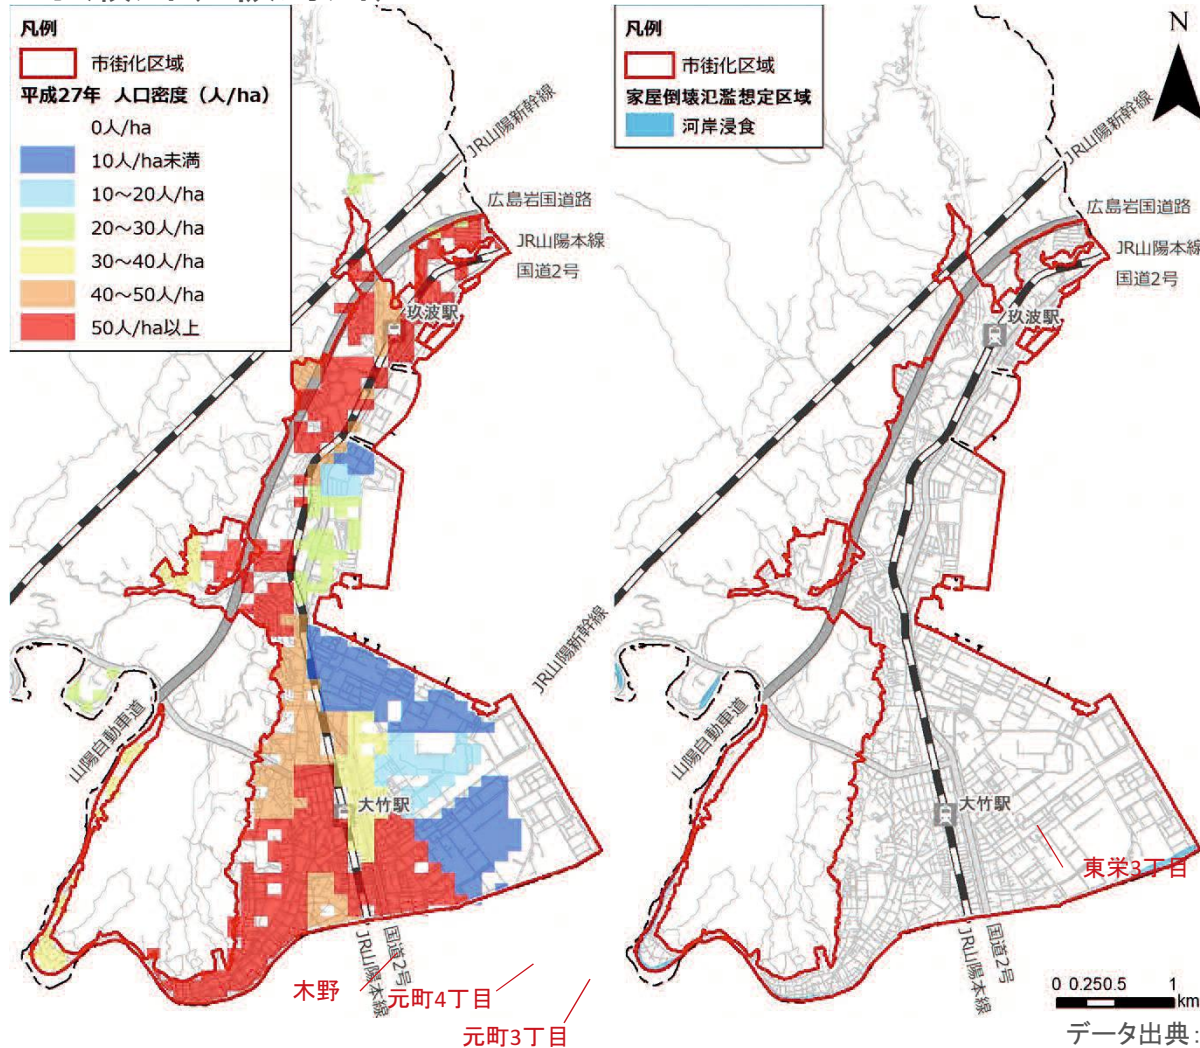 凡例
市街化区域
平成27年 人口密度（人/ha）
0人/ha
10人/ha未満
10～20人/ha
20～30人/ha
30～40人/ha
40～50人/ha
50人/ha以上
JR山陽新幹線
広島岩国道路
JR山陽本線
国道2号
玖波駅
山陽自動車道
大竹駅
国道2号
JR山陽本線
木野
元町4丁目
元町3丁目
凡例
市街化区域
家屋倒壊氾濫想定区域
河岸浸食
N
JR山陽新幹線
広島岩国道路
JR山陽本線
国道2号
玖波駅
JR山陽新幹線
山陽自動車道
大竹駅
東栄3丁目
国道2号
JR山陽本線
0 0.25 0.5 1
km
データ出典：